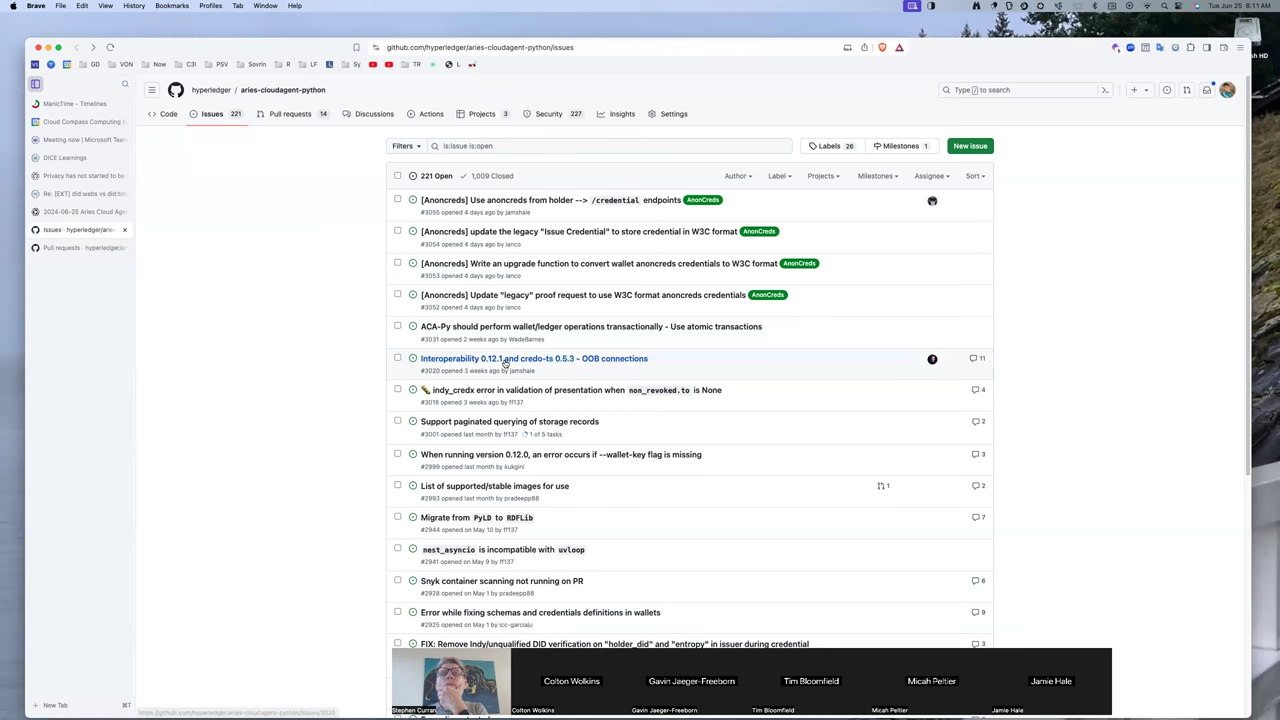 Brave File Edit View History Bookmarks Profiles Tab Window Help
Tue Jun 25 8:11 AM
github.com/hyperledger/aries-cloudagent-python/issues
GD VON Now C3I PSV Sovrin R LF Sy TR L
HD
ManicTime - Timelines
Cloud Compass Computing
Meeting now | Microsoft Team
DICE Learnings
Privacy has not started to be
Re: [EXT] did:webs vs did:tdw
2024-06-25 Aries Cloud Age
Issues · hyperledger/aries
Pull requests · hyperledger/ar
New Tab ⌘T
hyperledger / aries-cloudagent-python
Type / to search
Code Issues 221 Pull requests 14 Discussions Actions Projects 3 Security 227 Insights Settings
Filters is:issue is:open Labels 26 Milestones 1 New issue
221 Open 1,009 Closed Author Label Projects Milestones Assignee Sort
[Anoncreds] Use anoncreds from holder --> /credential endpoints AnonCreds
#3055 opened 4 days ago by jamshale
[Anoncreds] update the legacy "Issue Credential" to store credential in W3C format AnonCreds
#3054 opened 4 days ago by ianco
[Anoncreds] Write an upgrade function to convert wallet anoncreds credentials to W3C format AnonCreds
#3053 opened 4 days ago by ianco
[Anoncreds] Update "legacy" proof request to use W3C format anoncreds credentials AnonCreds
#3052 opened 4 days ago by ianco
ACA-Py should perform wallet/ledger operations transactionally - Use atomic transactions
#3031 opened 2 weeks ago by WadeBarnes
Interoperability 0.12.1 and credo-ts 0.5.3 - OOB connections 11
#3020 opened 3 weeks ago by jamshale
indy_credx error in validation of presentation when non_revoked.to is None 4
#3018 opened 3 weeks ago by ff137
Support paginated querying of storage records 2
#3001 opened last month by ff137 1 of 5 tasks
When running version 0.12.0, an error occurs if --wallet-key flag is missing 3
#2999 opened last month by kukgini
List of supported/stable images for use 1 2
#2993 opened last month by pradeepp88
Migrate from PyLD to RDFLib 7
#2944 opened on May 10 by ff137
nest_asyncio is incompatible with uvloop
#2941 opened on May 9 by ff137
Snyk container scanning not running on PR 6
#2928 opened on May 1 by pradeepp88
Error while fixing schemas and credentials definitions in wallets 9
#2925 opened on May 1 by icc-garciaju
FIX: Remove Indy/unqualified DID verification on "holder_did" and "entropy" in issuer during credential 3
Colton Wolkins Gavin Jaeger-Freeborn Tim Bloomfield Micah Peltier Jamie Hale
Stephen Curran Colton Wolkins Gavin Jaeger-Freeborn Tim Bloomfield Micah Peltier Jamie Hale
https://github.com/hyperledger/aries-cloudagent-python/issues/3020